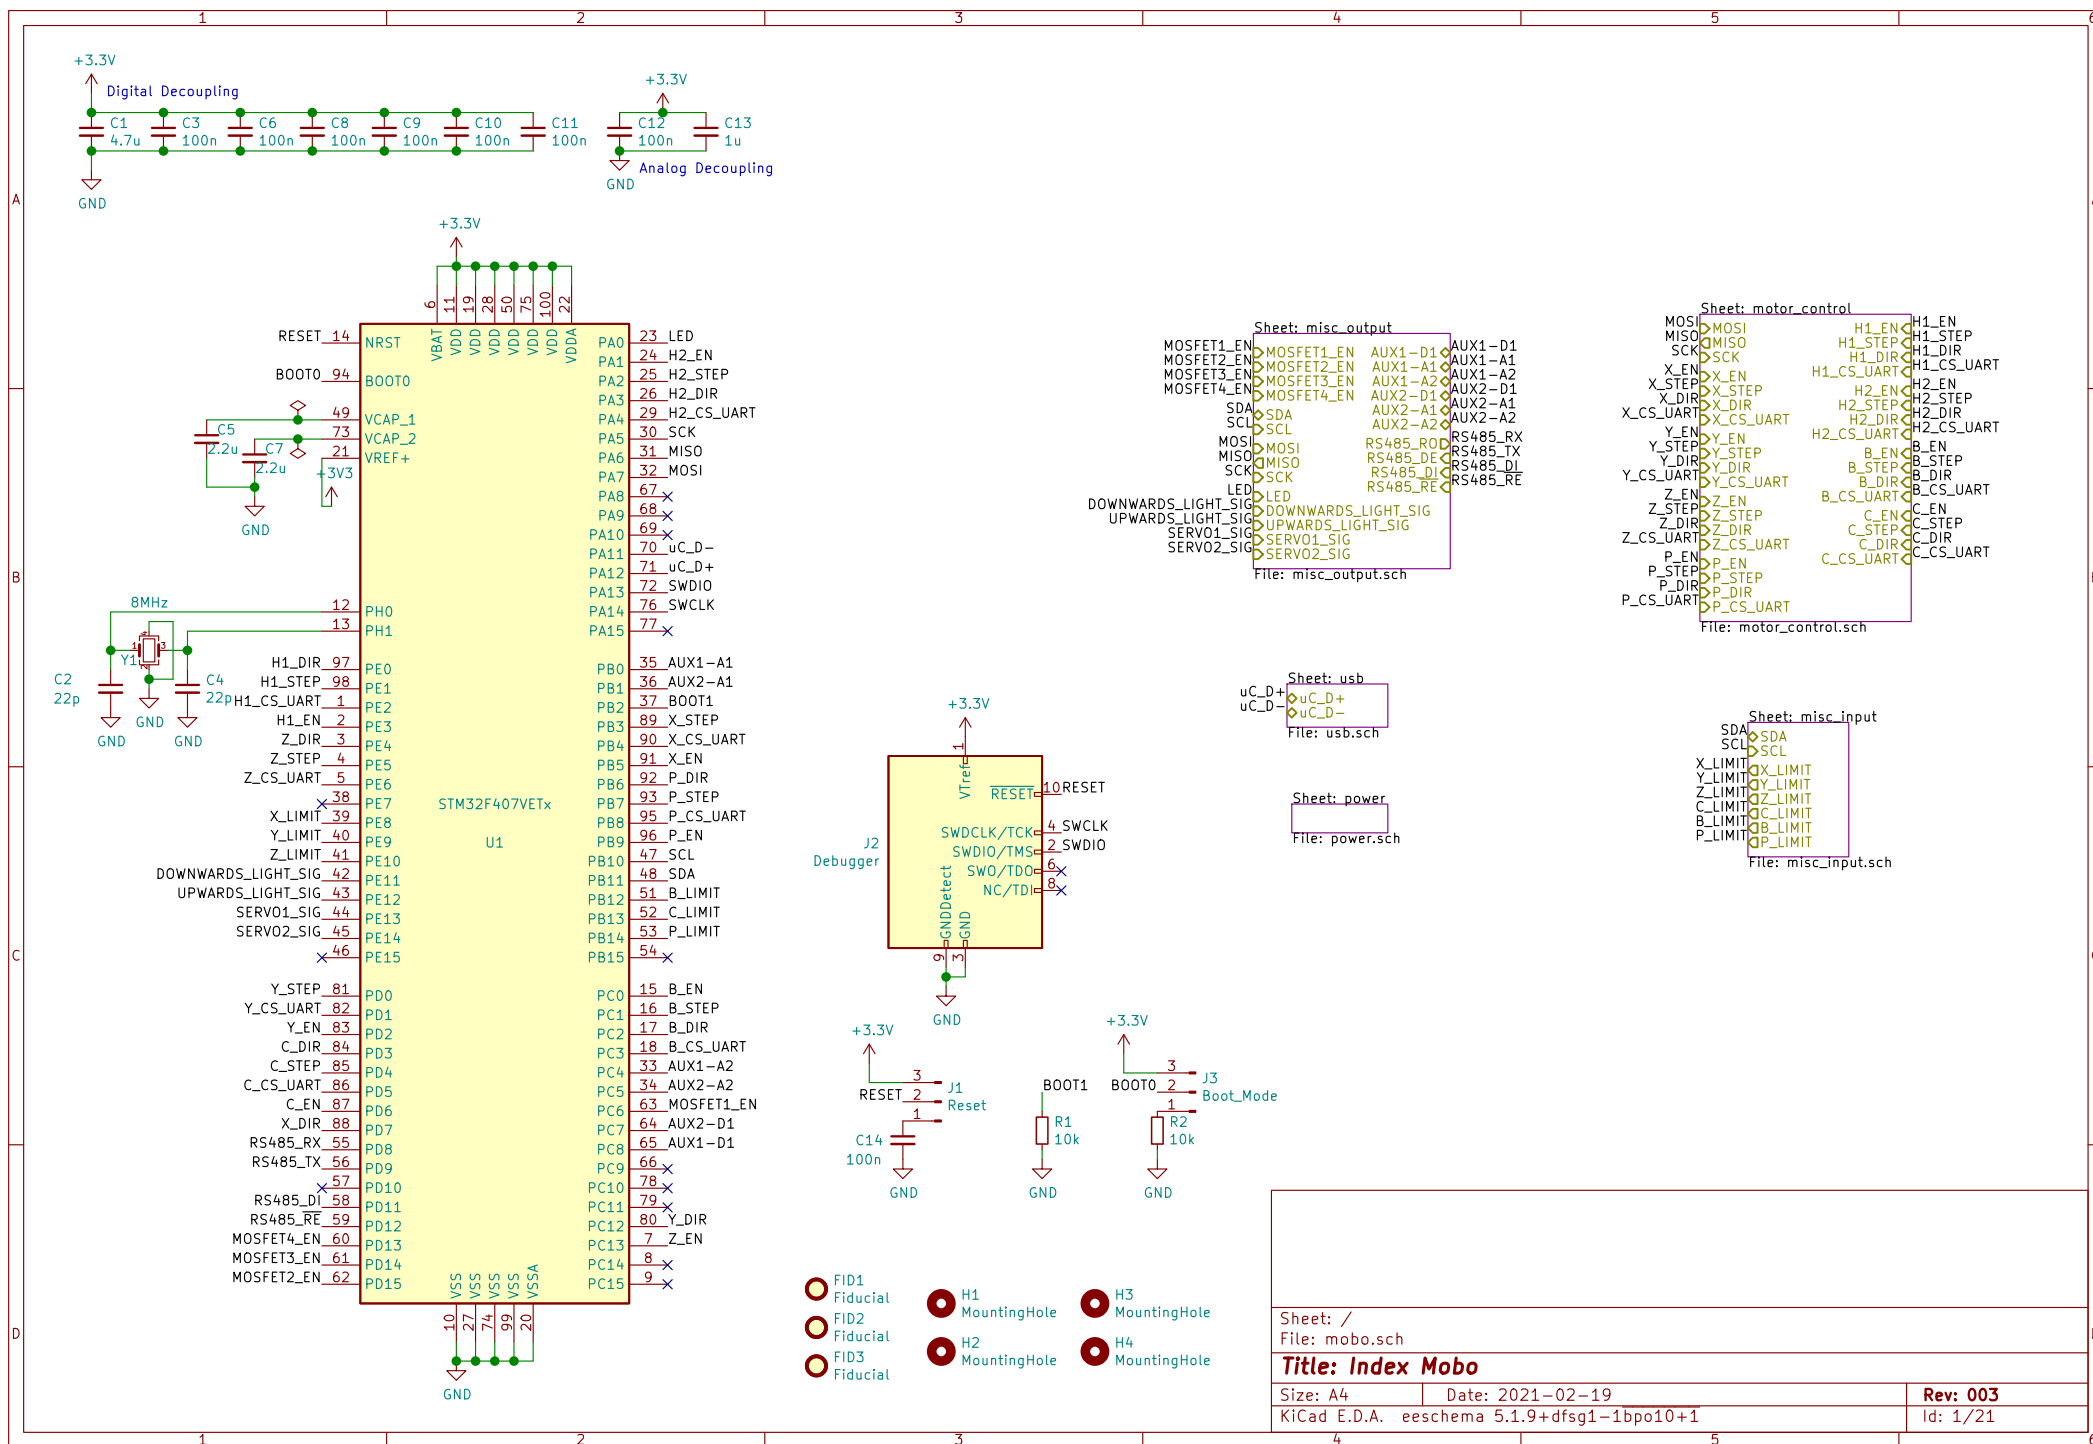 1 2 3 4 5 6
A
B
C
D
+3.3V
Digital Decoupling
C1
4.7u
C3
100n
C6
100n
C8
100n
C9
100n
C10
100n
C11
100n
GND
+3.3V
C12
100n
C13
1u
Analog Decoupling
GND
+3.3V
6 VBAT
11 VDD
19 VDD
28 VDD
50 VDD
75 VDD
100 VDD
22 VDDA
RESET 14 NRST
BOOT0 94 BOOT0
49 VCAP_1
73 VCAP_2
21 VREF+
C5
2.2u
C7
2.2u
+3V3
GND
8MHz
12 PH0
13 PH1
Y1
1
3
C2
22p
C4
22p
GND
GND
GND
H1_DIR 97 PE0
H1_STEP 98 PE1
H1_CS_UART 1 PE2
H1_EN 2 PE3
Z_DIR 3 PE4
Z_STEP 4 PE5
Z_CS_UART 5 PE6
38 PE7
X_LIMIT 39 PE8
Y_LIMIT 40 PE9
Z_LIMIT 41 PE10
DOWNWARDS_LIGHT_SIG 42 PE11
UPWARDS_LIGHT_SIG 43 PE12
SERVO1_SIG 44 PE13
SERVO2_SIG 45 PE14
46 PE15
Y_STEP 81 PD0
Y_CS_UART 82 PD1
Y_EN 83 PD2
C_DIR 84 PD3
C_STEP 85 PD4
C_CS_UART 86 PD5
C_EN 87 PD6
X_DIR 88 PD7
RS485_RX 55 PD8
RS485_TX 56 PD9
57 PD10
RS485_DI 58 PD11
RS485_RE 59 PD12
MOSFET4_EN 60 PD13
MOSFET3_EN 61 PD14
MOSFET2_EN 62 PD15
STM32F407VETx
U1
PA0 23 LED
PA1 24 H2_EN
PA2 25 H2_STEP
PA3 26 H2_DIR
PA4 29 H2_CS_UART
PA5 30 SCK
PA6 31 MISO
PA7 32 MOSI
PA8 67
PA9 68
PA10 69
PA11 70 uC_D-
PA12 71 uC_D+
PA13 72 SWDIO
PA14 76 SWCLK
PA15 77
PB0 35 AUX1-A1
PB1 36 AUX2-A1
PB2 37 BOOT1
PB3 89 X_STEP
PB4 90 X_CS_UART
PB5 91 X_EN
PB6 92 P_DIR
PB7 93 P_STEP
PB8 95 P_CS_UART
PB9 96 P_EN
PB10 47 SCL
PB11 48 SDA
PB12 51 B_LIMIT
PB13 52 C_LIMIT
PB14 53 P_LIMIT
PB15 54
PC0 15 B_EN
PC1 16 B_STEP
PC2 17 B_DIR
PC3 18 B_CS_UART
PC4 33 AUX1-A2
PC5 34 AUX2-A2
PC6 63 MOSFET1_EN
PC7 64 AUX2-D1
PC8 65 AUX1-D1
PC9 66
PC10 78
PC11 79
PC12 80 Y_DIR
PC13 7 Z_EN
PC14 8
PC15 9
VSS 10
VSS 27
VSS 74
VSS 99
VSSA 20
GND
+3.3V
1
VTref
J2
Debugger
RESET 10 RESET
SWDCLK/TCK 4 SWCLK
SWDIO/TMS 2 SWDIO
SWO/TDO 6
NC/TDI 8
GNDDetect 9
GND 3
GND
+3.3V
RESET
3
2
1
J1
Reset
C14
100n
GND
BOOT1
R1
10k
GND
+3.3V
BOOT0
3
2
1
J3
Boot_Mode
R2
10k
GND
FID1
Fiducial
FID2
Fiducial
FID3
Fiducial
H1
MountingHole
H2
MountingHole
H3
MountingHole
H4
MountingHole
Sheet: misc_output
MOSFET1_EN MOSFET1_EN AUX1-D1 AUX1-D1
MOSFET2_EN MOSFET2_EN AUX1-A1 AUX1-A1
MOSFET3_EN MOSFET3_EN AUX1-A2 AUX1-A2
MOSFET4_EN MOSFET4_EN AUX2-D1 AUX2-D1
SDA SDA AUX2-A1 AUX2-A1
SCL SCL AUX2-A2 AUX2-A2
MOSI MOSI RS485_RO RS485_RX
MISO MISO RS485_DE RS485_TX
SCK SCK RS485_DI RS485_DI
LED LED RS485_RE RS485_RE
DOWNWARDS_LIGHT_SIG DOWNWARDS_LIGHT_SIG
UPWARDS_LIGHT_SIG UPWARDS_LIGHT_SIG
SERVO1_SIG SERVO1_SIG
SERVO2_SIG SERVO2_SIG
File: misc_output.sch
Sheet: motor_control
MOSI MOSI H1_EN H1_EN
MISO MISO H1_STEP H1_STEP
SCK SCK H1_DIR H1_DIR
H1_CS_UART H1_CS_UART
X_EN X_EN H2_EN H2_EN
X_STEP X_STEP H2_STEP H2_STEP
X_DIR X_DIR H2_DIR H2_DIR
X_CS_UART X_CS_UART H2_CS_UART H2_CS_UART
Y_EN Y_EN B_EN B_EN
Y_STEP Y_STEP B_STEP B_STEP
Y_DIR Y_DIR B_DIR B_DIR
Y_CS_UART Y_CS_UART B_CS_UART B_CS_UART
Z_EN Z_EN C_EN C_EN
Z_STEP Z_STEP C_STEP C_STEP
Z_DIR Z_DIR C_DIR C_DIR
Z_CS_UART Z_CS_UART C_CS_UART C_CS_UART
P_EN P_EN
P_STEP P_STEP
P_DIR P_DIR
P_CS_UART P_CS_UART
File: motor_control.sch
Sheet: usb
uC_D+ uC_D+
uC_D- uC_D-
File: usb.sch
Sheet: power
File: power.sch
Sheet: misc_input
SDA SDA
SCL SCL
X_LIMIT X_LIMIT
Y_LIMIT Y_LIMIT
Z_LIMIT Z_LIMIT
C_LIMIT C_LIMIT
B_LIMIT B_LIMIT
P_LIMIT P_LIMIT
File: misc_input.sch
Sheet: /
File: mobo.sch
Title: Index Mobo
Size: A4 Date: 2021-02-19 Rev: 003
KiCad E.D.A. eeschema 5.1.9+dfsg1-1bpo10+1 Id: 1/21
1 2 3 4 5 6